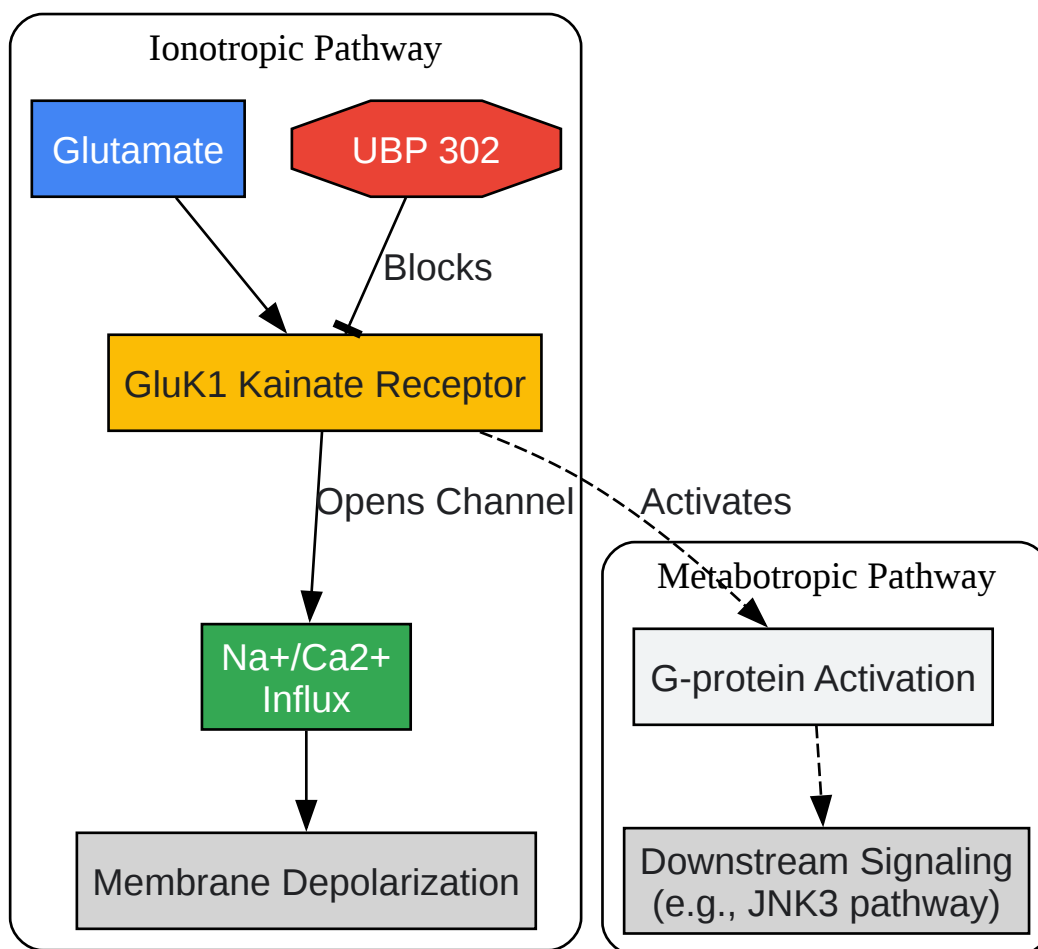 Ionotropic Pathway
Glutamate
UBP 302
Blocks
GluK1 Kainate Receptor
Opens Channel
Activates
Metabotropic Pathway
Na+/Ca2+
Influx
G-protein Activation
Membrane Depolarization
Downstream Signaling
(e.g., JNK3 pathway)